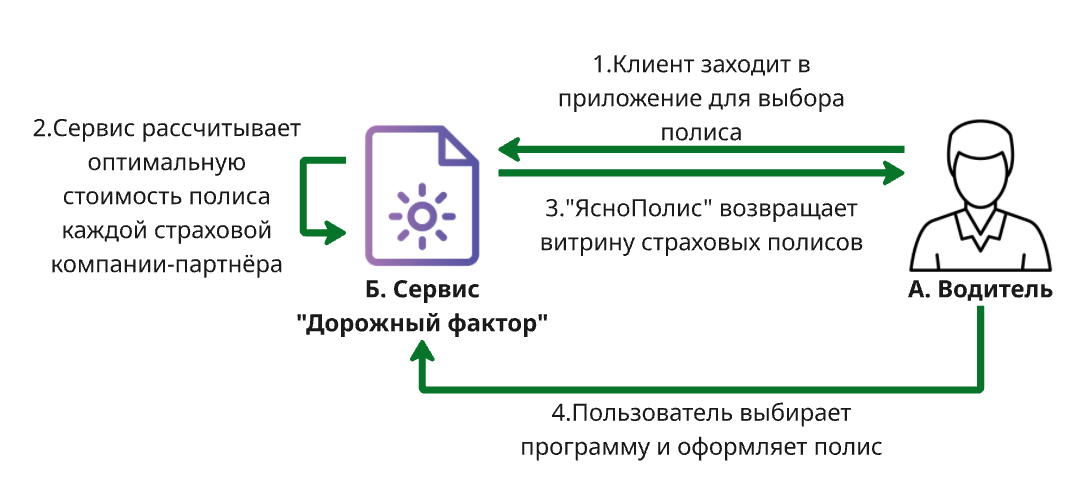 1.Клиент заходит в
приложение для выбора
полиса
2.Сервис рассчитывает
оптимальную
стоимость полиса
каждой страховой
компании-партнёра
3."ЯсноПолис" возвращает
витрину страховых полисов
Б. Сервис
"Дорожный фактор"
А. Водитель
4.Пользователь выбирает
программу и оформляет полис